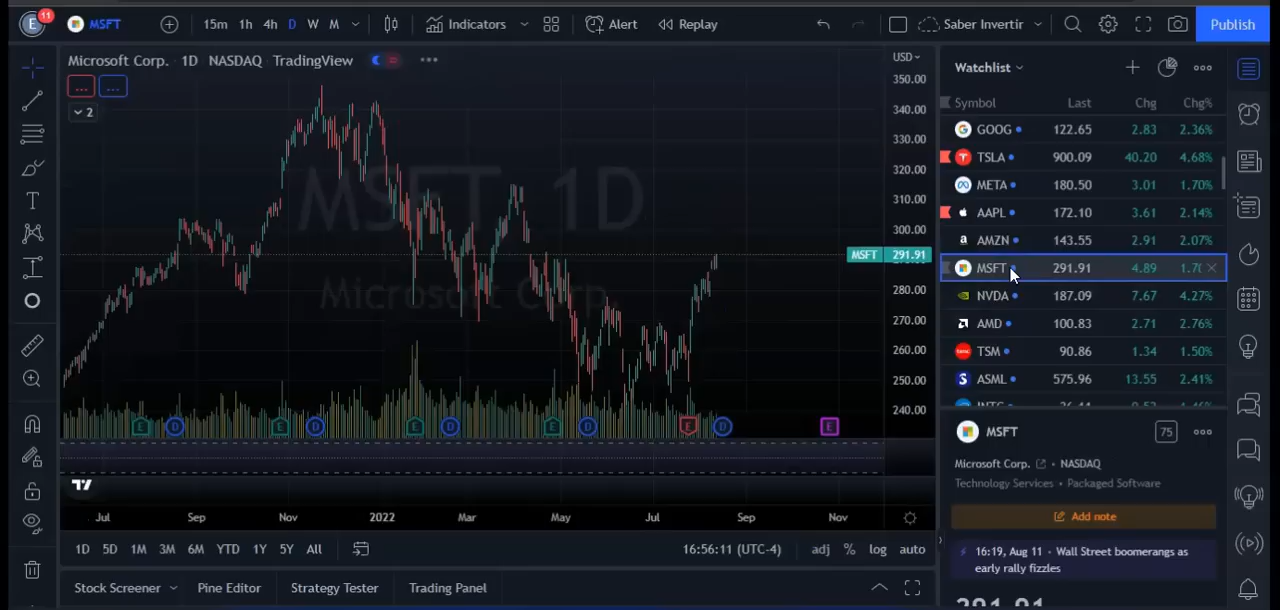 E 11 MSFT 15m 1h 4h D W M Indicators Alert Replay Saber Invertir Publish
Microsoft Corp. 1D NASDAQ TradingView
... ...
2
MSFT, 1D
Microsoft Corp.
USD
350.00
340.00
330.00
320.00
310.00
300.00
MSFT 291.91
280.00
270.00
260.00
250.00
240.00
E D E D E D E D E D E
Jul Sep Nov 2022 Mar May Jul Sep Nov
1D 5D 1M 3M 6M YTD 1Y 5Y All 16:56:11 (UTC-4) adj % log auto
Stock Screener Pine Editor Strategy Tester Trading Panel
Watchlist
Symbol Last Chg Chg%
GOOG 122.65 2.83 2.36%
TSLA 900.09 40.20 4.68%
META 180.50 3.01 1.70%
AAPL 172.10 3.61 2.14%
AMZN 143.55 2.91 2.07%
MSFT 291.91 4.89
NVDA 187.09 7.67 4.27%
AMD 100.83 2.71 2.76%
TSM 90.86 1.34 1.50%
ASML 575.96 13.55 2.41%
MSFT 75
Microsoft Corp. • NASDAQ
Technology Services • Packaged Software
Add note
16:19, Aug 11 • Wall Street boomerangs as
early rally fizzles